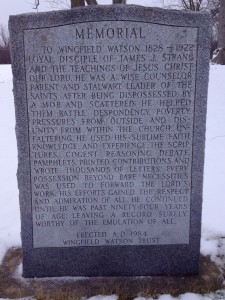 MEMORIAL
TO WINGFIELD WATSON 1828 - 1922
LOYAL DISCIPLE OF JAMES J. STRANG
AND THE TEACHINGS OF JESUS CHRIST
OUR LORD. HE WAS A WISE COUNSELOR
PARENT AND STALWART LEADER OF THE
SAINTS AFTER BEING DISPOSSESSED BY
A MOB AND SCATTERED. HE HELPED
THEM BATTLE DESPONDENCY, POVERTY
PRESSURES FROM OUTSIDE AND DIS-
UNITY FROM WITHIN THE CHURCH. UN-
FALTERING HE USED HIS SUBLIME FAITH
KNOWLEDGE AND EXPERIENCE THE SCRIP-
TURES, COGENT REASONING, DEBATE,
PAMPHLETS, PRINTED CONTRIBUTIONS AND
WROTE THOUSANDS OF LETTERS. EVERY
POSSESSION BEYOND BARE NECESSITIES
WAS USED TO FORWARD THE LORD'S
WORK. HIS EFFORTS GAINED THE RESPECT
AND ADMIRATION OF ALL. HE CONTINUED
UNTIL HE WAS PAST NINETY-FOUR YEARS
OF AGE LEAVING A RECORD SURELY
WORTHY OF THE EMULATION OF ALL.
ERECTED A.D. 1984
WINGFIELD WATSON TRUST